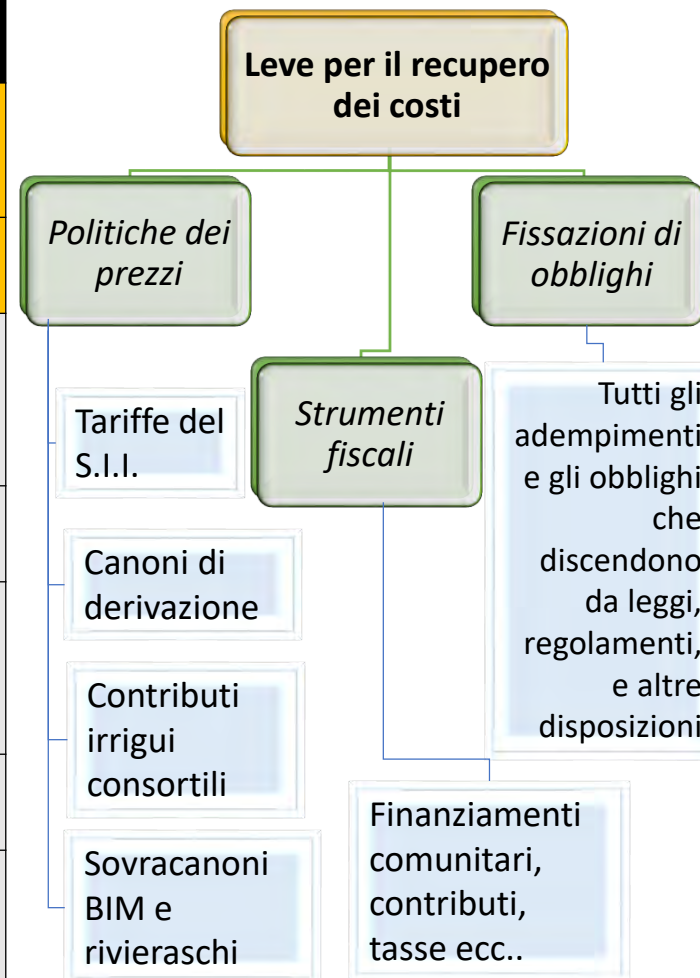 Leve per il recupero
dei costi
Politiche dei
prezzi
Tariffe del
S.I.I.
Canoni di
derivazione
Contributi
irrigui
consortili
Sovracanoni
BIM e
rivieraschi
Strumenti
fiscali
Finanziamenti
comunitari,
contributi,
tasse ecc..
Fissazioni di
obblighi
Tutti gli
adempimenti
e gli obblighi
che
discendono
da leggi,
regolamenti,
e altre
disposizioni